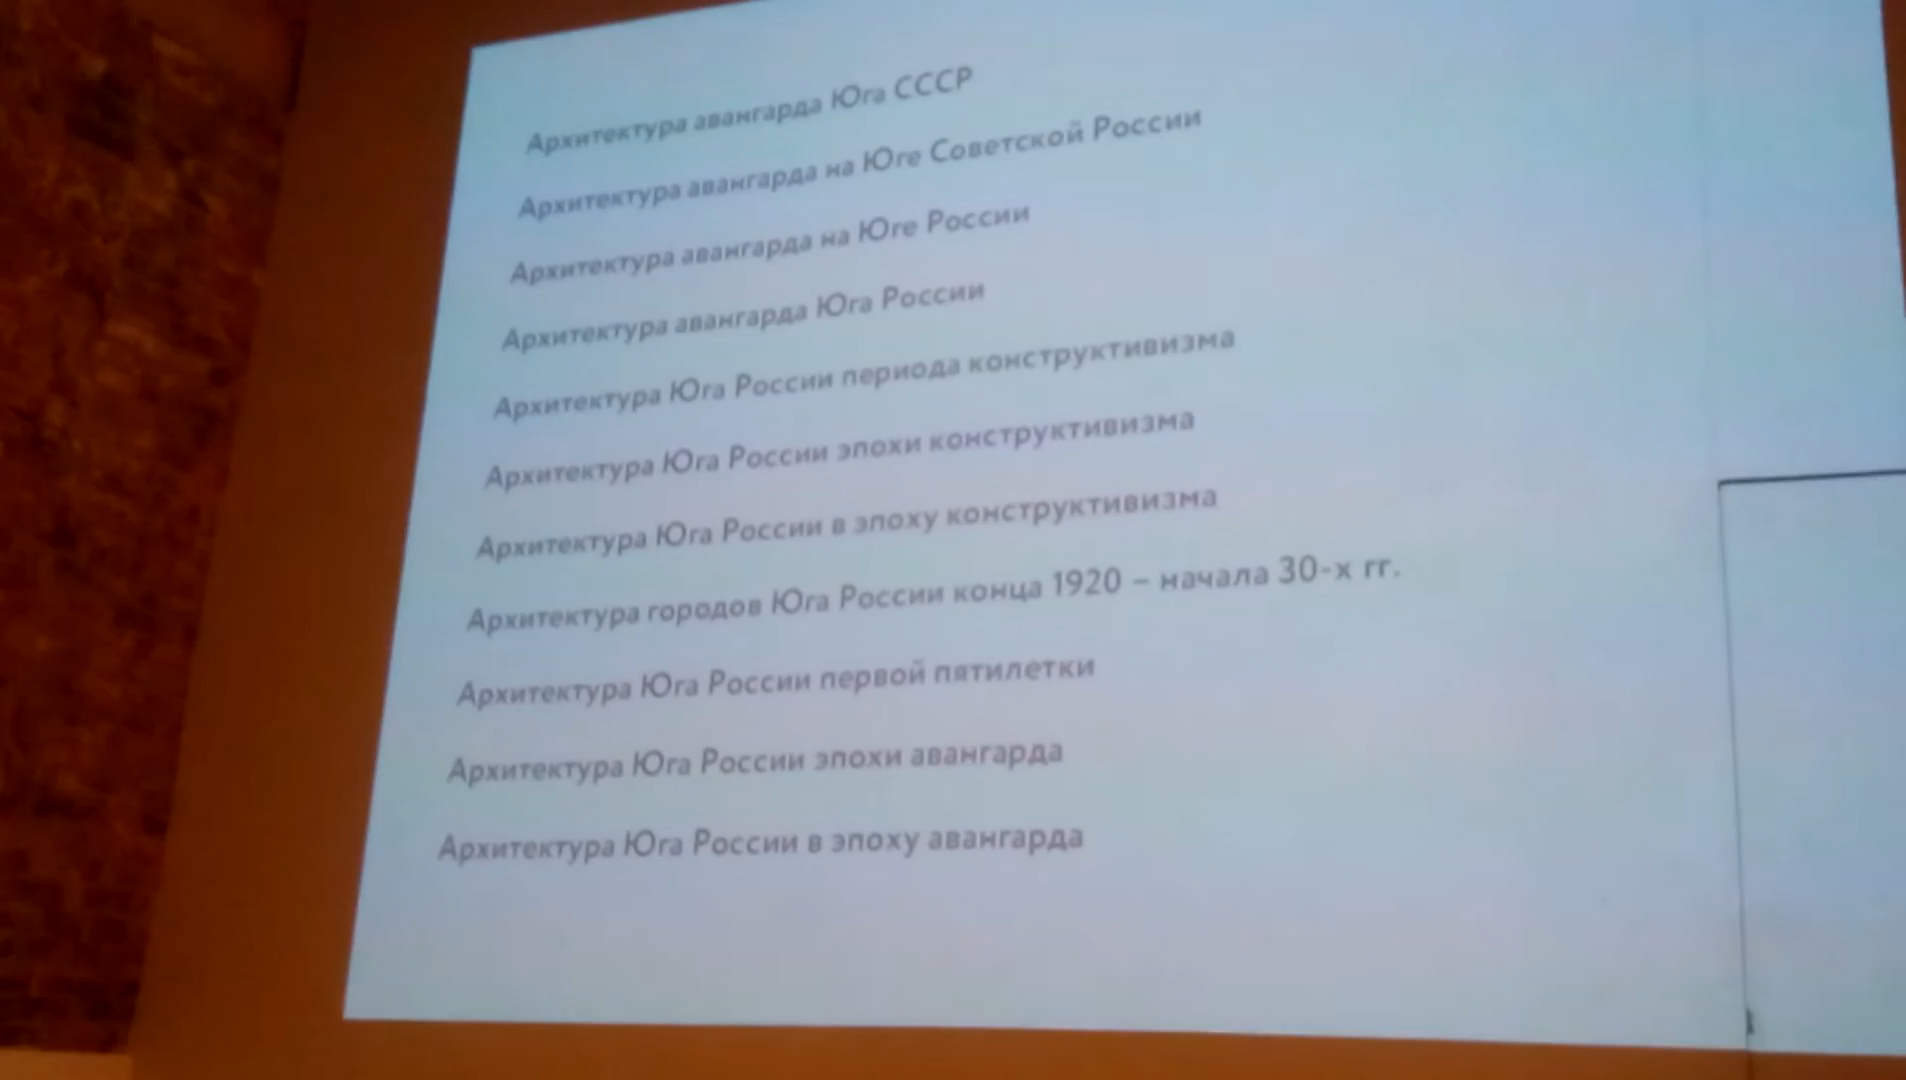 Архитектура авангарда Юга СССР
Архитектура авангарда на Юге Советской России
Архитектура авангарда на Юге России
Архитектура авангарда Юга России
Архитектура Юга России периода конструктивизма
Архитектура Юга России эпохи конструктивизма
Архитектура Юга России в эпоху конструктивизма
Архитектура городов Юга России конца 1920 – начала 30-х гг.
Архитектура Юга России первой пятилетки
Архитектура Юга России эпохи авангарда
Архитектура Юга России в эпоху авангарда